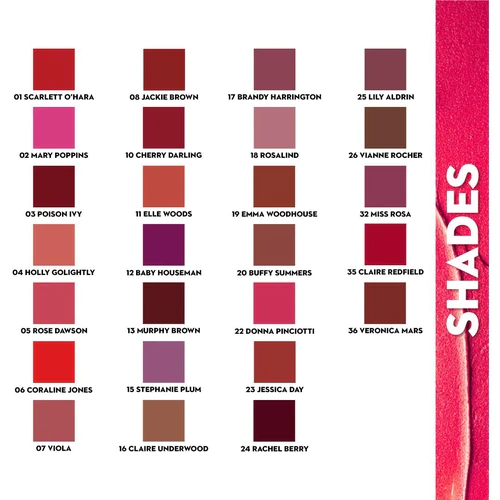 01 SCARLETT O'HARA
08 JACKIE BROWN
17 BRANDY HARRINGTON
25 LILY ALDRIN
02 MARY POPPINS
10 CHERRY DARLING
18 ROSALIND
26 VIANNE ROCHER
03 POISON IVY
11 ELLE WOODS
19 EMMA WOODHOUSE
32 MISS ROSA
04 HOLLY GOLIGHTLY
12 BABY HOUSEMAN
20 BUFFY SUMMERS
35 CLAIRE REDFIELD
05 ROSE DAWSON
13 MURPHY BROWN
22 DONNA PINCIOTTI
36 VERONICA MARS
06 CORALINE JONES
15 STEPHANIE PLUM
23 JESSICA DAY
07 VIOLA
16 CLAIRE UNDERWOOD
24 RACHEL BERRY
SHADES